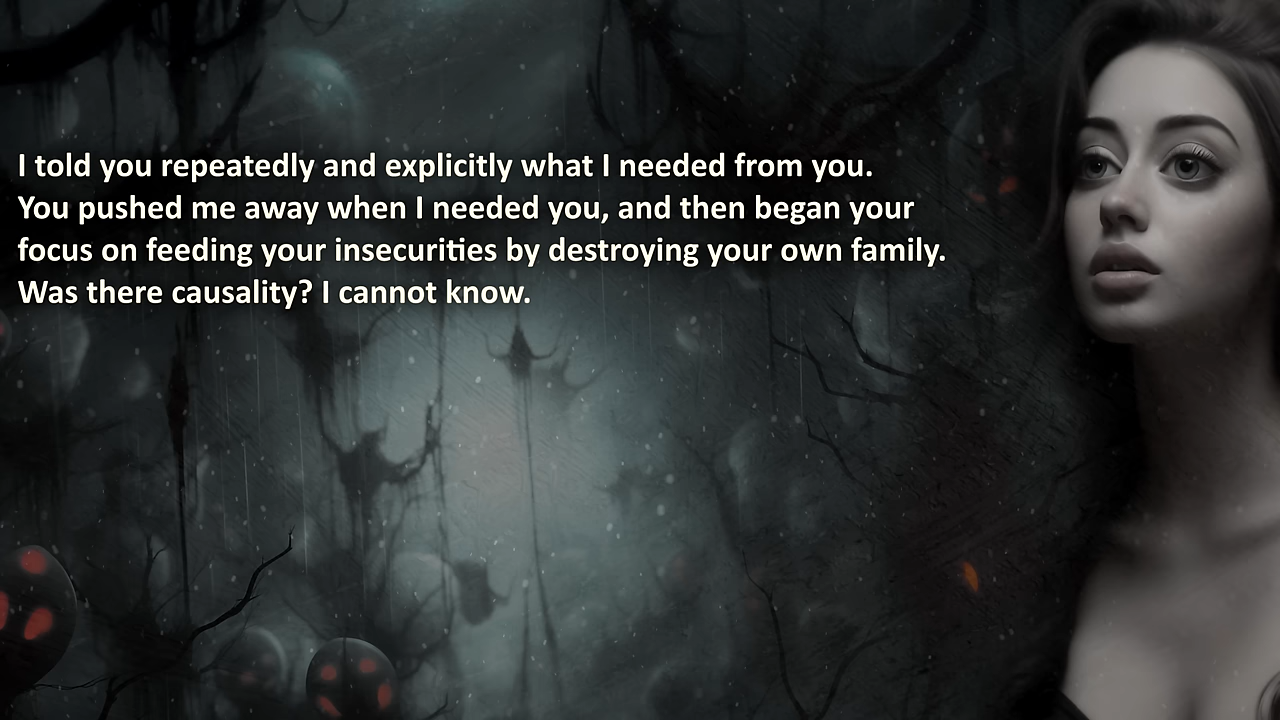 I told you repeatedly and explicitly what I needed from you.
You pushed me away when I needed you, and then began your
focus on feeding your insecurities by destroying your own family.
Was there causality? I cannot know.